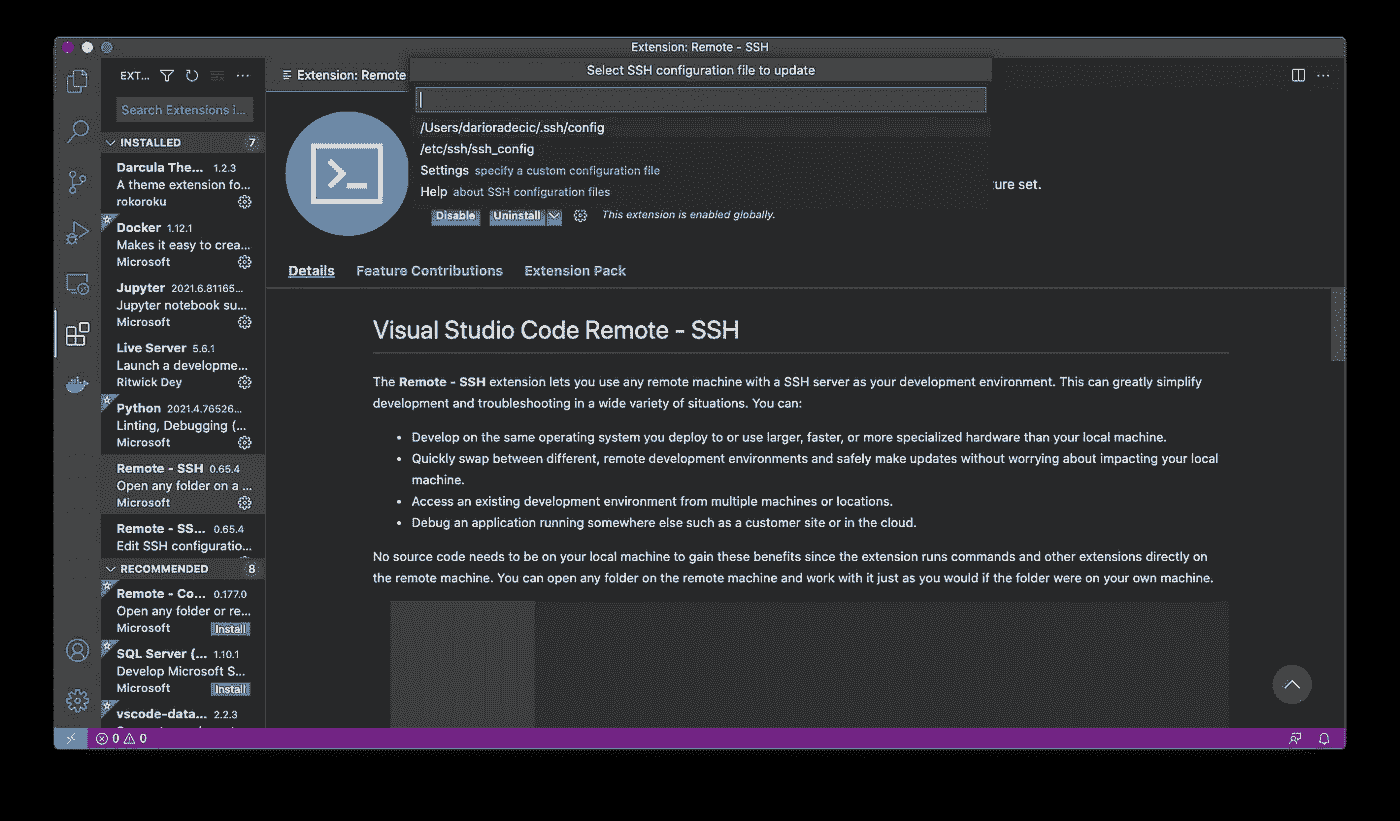 Extension: Remote - SSH
EXT...
Search Extensions i...
INSTALLED 7
Darcula The... 1.2.3
A theme extension fo...
rokoroku
Docker 1.12.1
Makes it easy to crea...
Microsoft
Jupyter 2021.6.81165...
Jupyter notebook su...
Microsoft
Live Server 5.6.1
Launch a developme...
Ritwick Dey
Python 2021.4.76526...
Linting, Debugging (...
Microsoft
Remote - SSH 0.65.4
Open any folder on a ...
Microsoft
Remote - SS... 0.65.4
Edit SSH configuratio...
RECOMMENDED 8
Remote - Co... 0.177.0
Open any folder or re...
Microsoft Install
SQL Server (... 1.10.1
Develop Microsoft S...
Microsoft Install
vscode-data... 2.2.3
Extension: Remote
Select SSH configuration file to update
/Users/darioradecic/.ssh/config
/etc/ssh/ssh_config
Settings specify a custom configuration file
Help about SSH configuration files
ture set.
Disable Uninstall This extension is enabled globally.
Details Feature Contributions Extension Pack
Visual Studio Code Remote - SSH
The Remote - SSH extension lets you use any remote machine with a SSH server as your development environment. This can greatly simplify
development and troubleshooting in a wide variety of situations. You can:
• Develop on the same operating system you deploy to or use larger, faster, or more specialized hardware than your local machine.
• Quickly swap between different, remote development environments and safely make updates without worrying about impacting your local
machine.
• Access an existing development environment from multiple machines or locations.
• Debug an application running somewhere else such as a customer site or in the cloud.
No source code needs to be on your local machine to gain these benefits since the extension runs commands and other extensions directly on
the remote machine. You can open any folder on the remote machine and work with it just as you would if the folder were on your own machine.
0 0